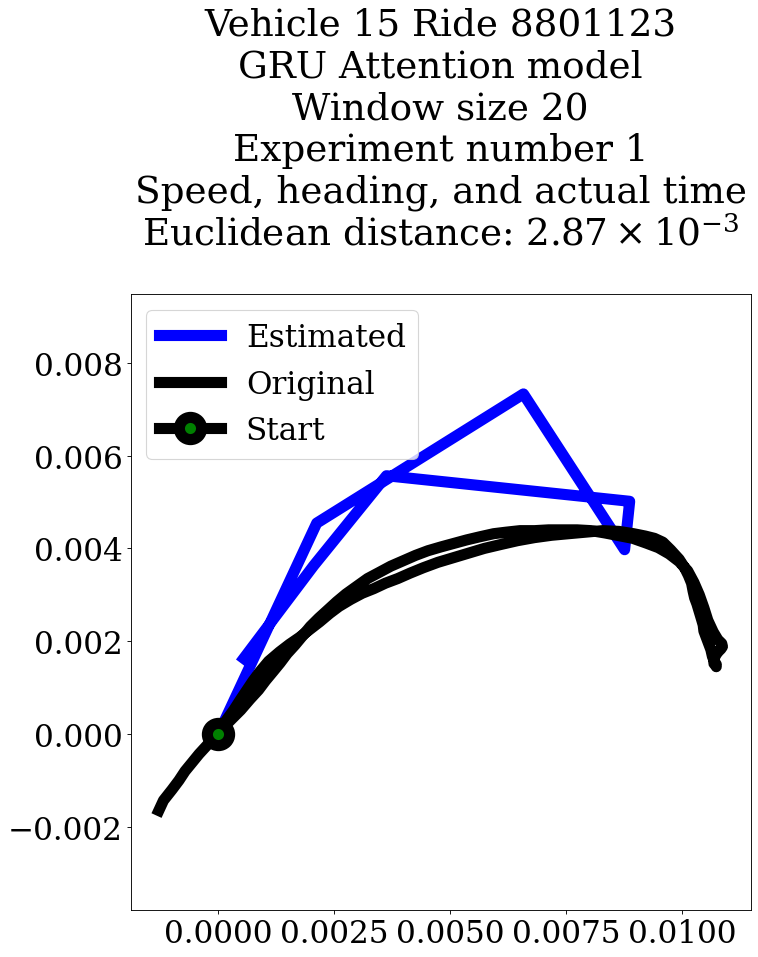 Vehicle 15 Ride 8801123
GRU Attention model
Window size 20
Experiment number 1
Speed, heading, and actual time
Euclidean distance: 2.87 × 10⁻³
Estimated
Original
Start
0.008
0.006
0.004
0.002
0.000
−0.002
0.0000 0.0025 0.0050 0.0075 0.0100